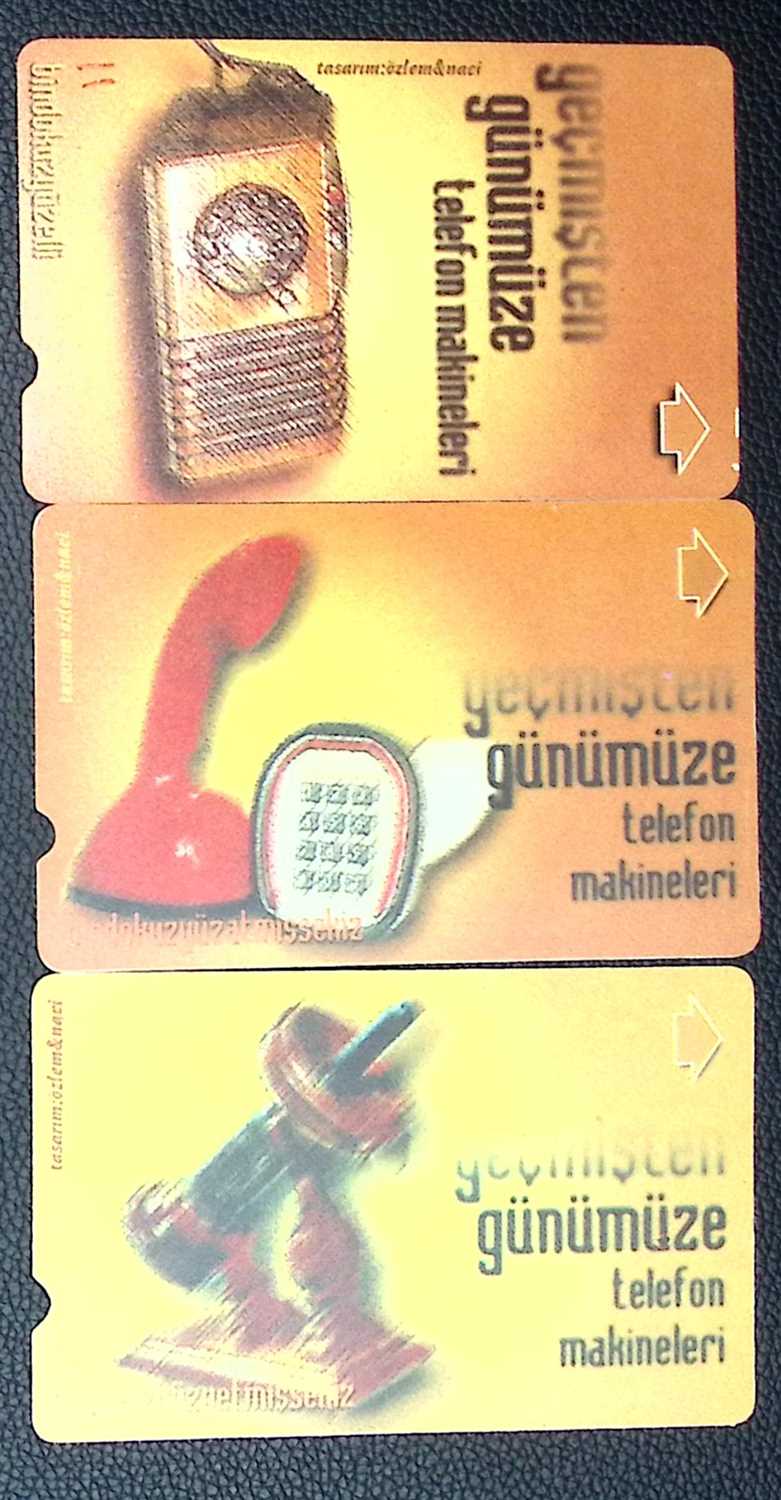 tasarım:özlem&naci
geçmişten
günümüze
telefon makineleri
tasarım:özlem&naci
geçmişten
günümüze
telefon
makineleri
tasarım:özlem&naci
geçmişten
günümüze
telefon
makineleri